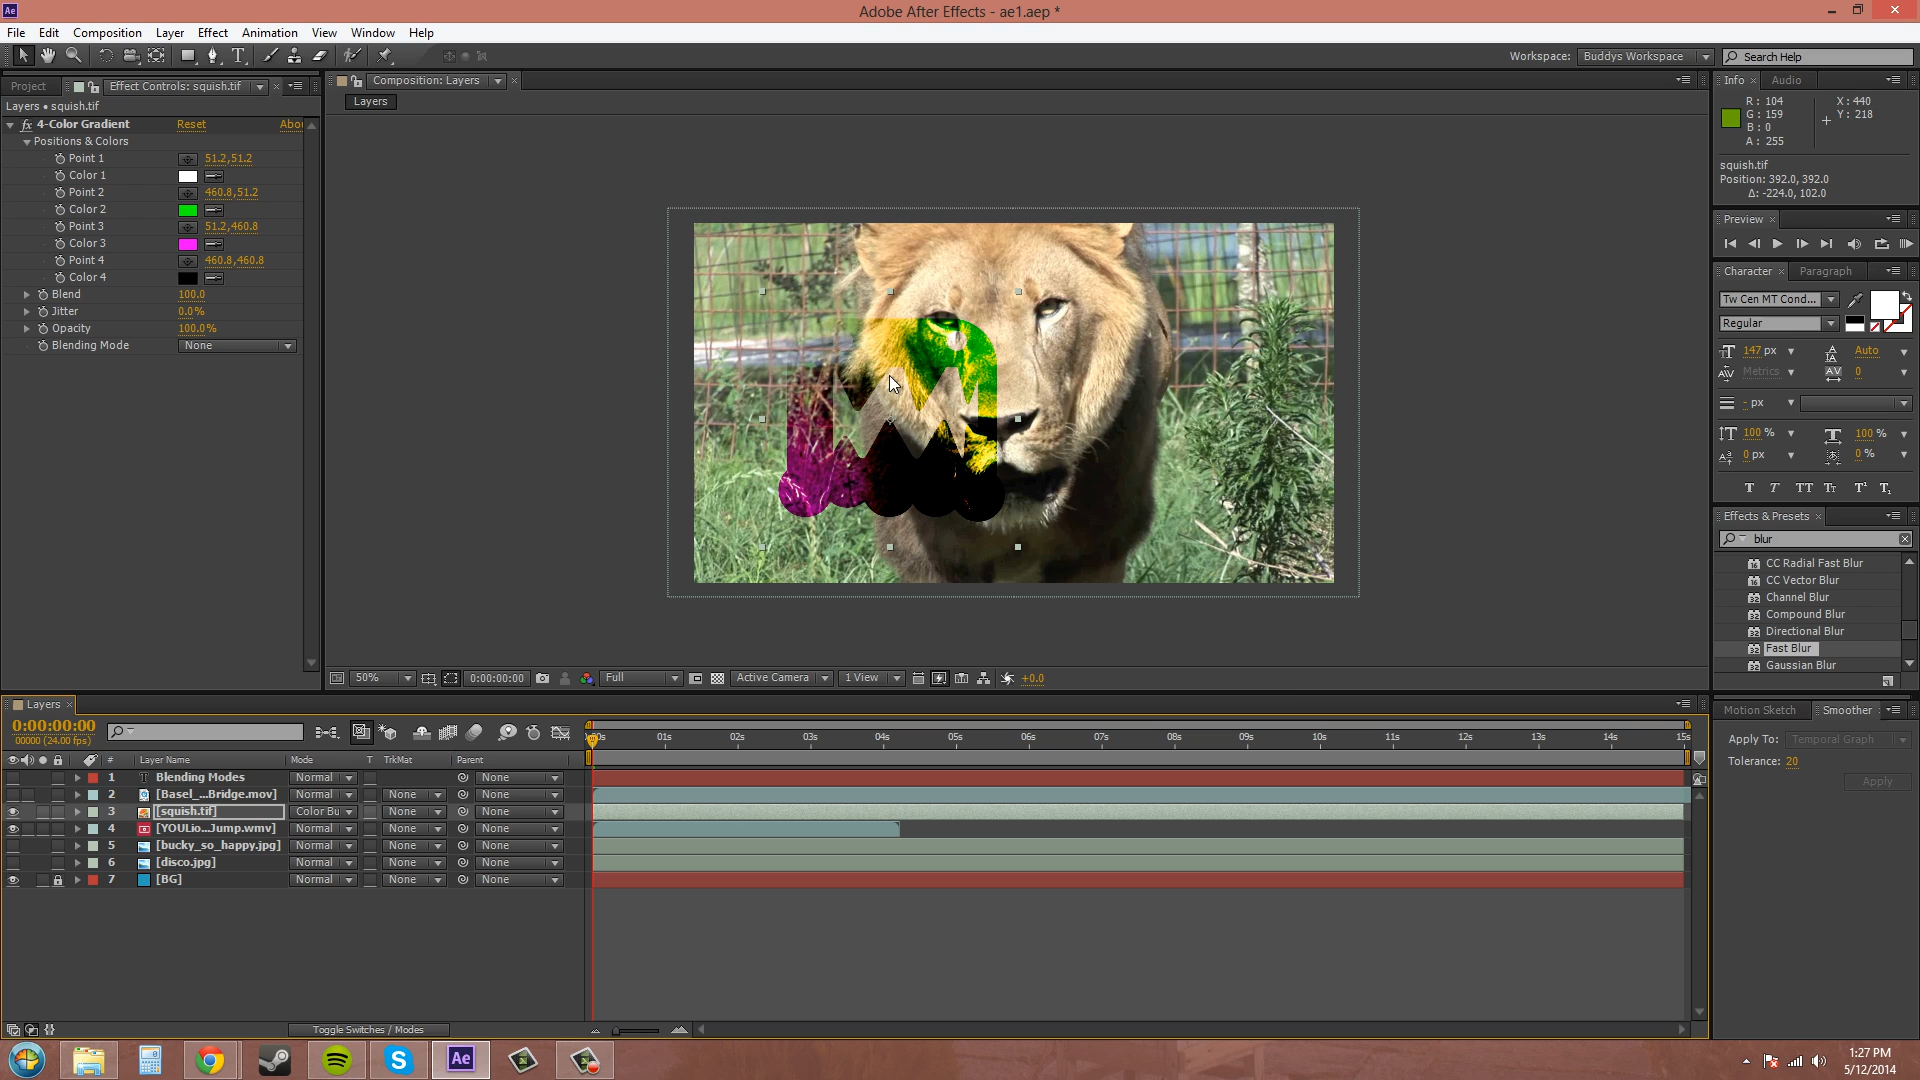 Ae
Adobe After Effects - ae1.aep *
File Edit Composition Layer Effect Animation View Window Help
Workspace: Buddys Workspace Search Help
Project Effect Controls: squish.tif
Layers • squish.tif
fx 4-Color Gradient Reset Abou
Positions & Colors
Point 1 51.2,51.2
Color 1
Point 2 460.8,51.2
Color 2
Point 3 51.2,460.8
Color 3
Point 4 460.8,460.8
Color 4
Blend 100.0
Jitter 0.0%
Opacity 100.0%
Blending Mode None
Composition: Layers
Layers
50% 0:00:00:00 Full Active Camera 1 View +0.0
Info Audio
R: 104 X: 440
G: 159 Y: 218
B: 0
A: 255
squish.tif
Position: 392.0, 392.0
Δ: -224.0, 102.0
Preview
Character Paragraph
Tw Cen MT Cond...
Regular
147 px Auto
Metrics 0
- px
100 % 100 %
0 px 0 %
T T TT Tt T¹ T₁
Effects & Presets
blur
CC Radial Fast Blur
CC Vector Blur
Channel Blur
Compound Blur
Directional Blur
Fast Blur
Gaussian Blur
Motion Sketch Smoother
Apply To: Temporal Graph
Tolerance: 20
Apply
Layers
0:00:00:00
00000 (24.00 fps)
:00s 01s 02s 03s 04s 05s 06s 07s 08s 09s 10s 11s 12s 13s 14s 15s
# Layer Name Mode T TrkMat Parent
1 T Blending Modes Normal None
2 [Basel_...Bridge.mov] Normal None None
3 [squish.tif] Color Bu None None
4 [YOULio...Jump.wmv] Normal None None
5 [bucky_so_happy.jpg] Normal None None
6 [disco.jpg] Normal None None
7 [BG] Normal None None
Toggle Switches / Modes
Ae
1:27 PM
5/12/2014